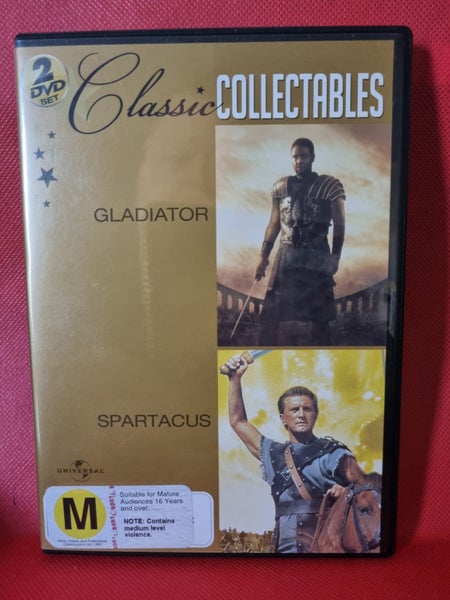 2
DVD
SET
Classic COLLECTABLES
GLADIATOR
SPARTACUS
UNIVERSAL
M
Suitable for Mature
Audiences 16 Years
and over.
NOTE: Contains
medium level
violence.